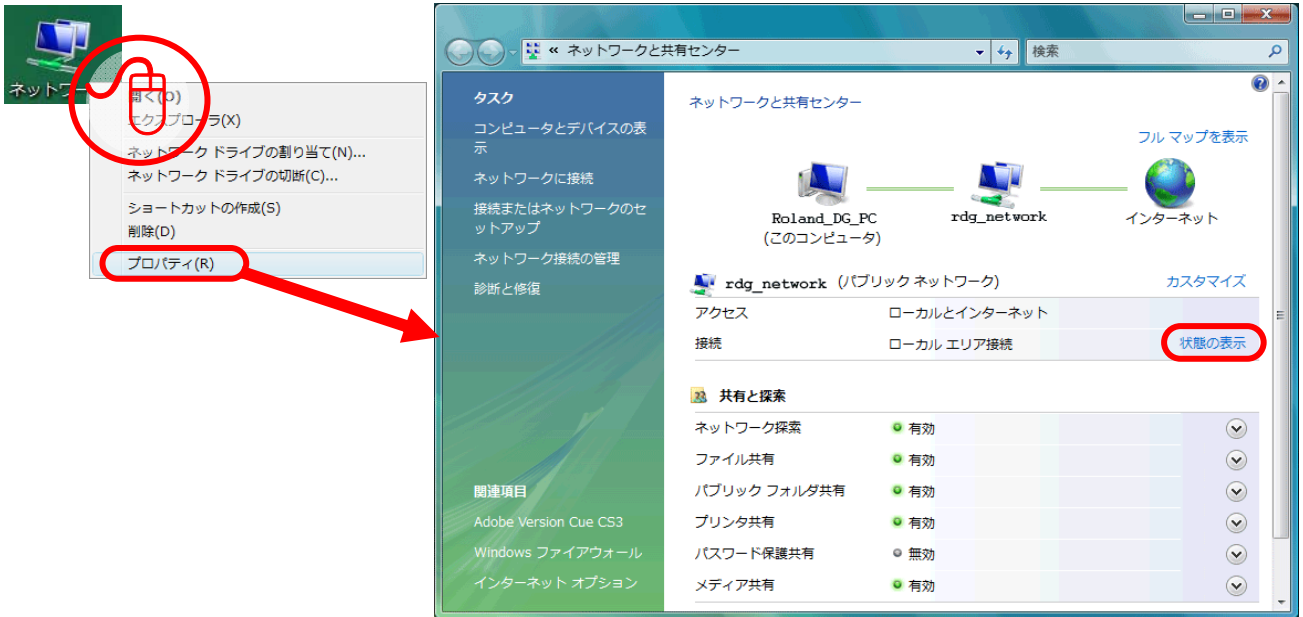 ネットワー
開く(O)
エクスプローラ(X)
ネットワーク ドライブの割り当て(N)...
ネットワーク ドライブの切断(C)...
ショートカットの作成(S)
削除(D)
プロパティ(R)
« ネットワークと共有センター
検索
タスク
コンピュータとデバイスの表
示
ネットワークに接続
接続またはネットワークのセ
ットアップ
ネットワーク接続の管理
診断と修復
関連項目
Adobe Version Cue CS3
Windows ファイアウォール
インターネット オプション
ネットワークと共有センター
フル マップを表示
Roland_DG_PC
(このコンピュータ)
rdg_network
インターネット
rdg_network (パブリック ネットワーク) カスタマイズ
アクセス ローカルとインターネット
接続 ローカル エリア接続 状態の表示
共有と探索
ネットワーク探索 有効
ファイル共有 有効
パブリック フォルダ共有 有効
プリンタ共有 有効
パスワード保護共有 無効
メディア共有 有効